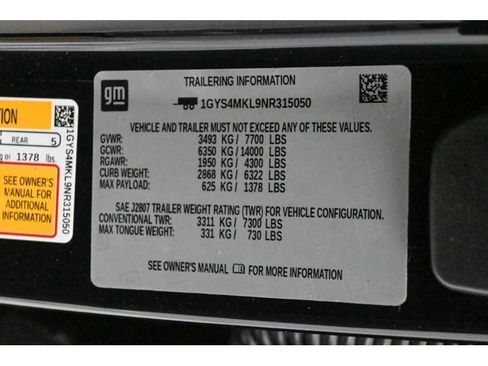 gm
TRAILERING INFORMATION
1GYS4MKL9NR315050
VEHICLE AND TRAILER MUST NOT EXCEED ANY OF THESE VALUES.
GVWR: 3493 KG / 7700 LBS
GCWR: 6350 KG / 14000 LBS
RGAWR: 1950 KG / 4300 LBS
CURB WEIGHT: 2868 KG / 6322 LBS
MAX PAYLOAD: 625 KG / 1378 LBS
SAE J2807 TRAILER WEIGHT RATING (TWR) FOR VEHICLE CONFIGURATION.
CONVENTIONAL TWR: 3311 KG / 7300 LBS
MAX TONGUE WEIGHT: 331 KG / 730 LBS
SEE OWNER'S MANUAL FOR MORE INFORMATION
TION
REAR 5
or 1378 lbs.
SEE OWNER'S
MANUAL FOR
ADDITIONAL
INFORMATION
1GYS4MKL9NR315050